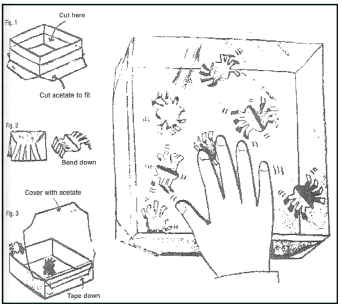 Cut here
Fig. 1
Cut acetate to fit
Fig. 2
Bend down
Cover with acetate
Fig. 3
Tape down